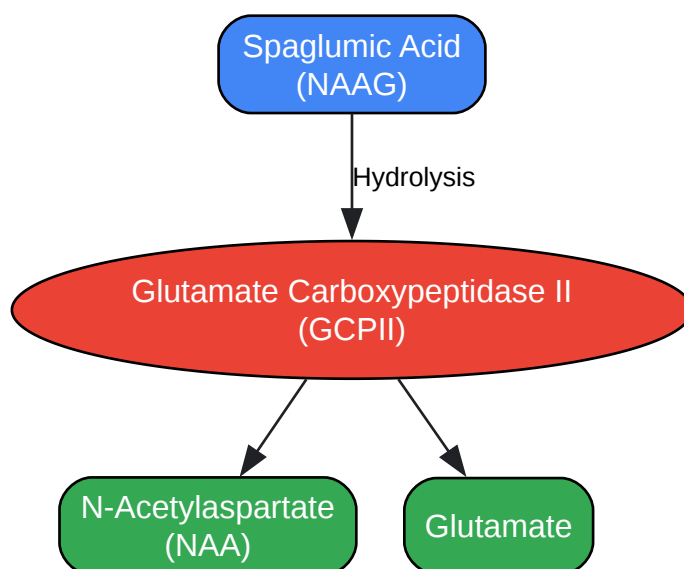 Spaglumic Acid
(NAAG)
Hydrolysis
Glutamate Carboxypeptidase II
(GCPII)
N-Acetylaspartate
(NAA)
Glutamate